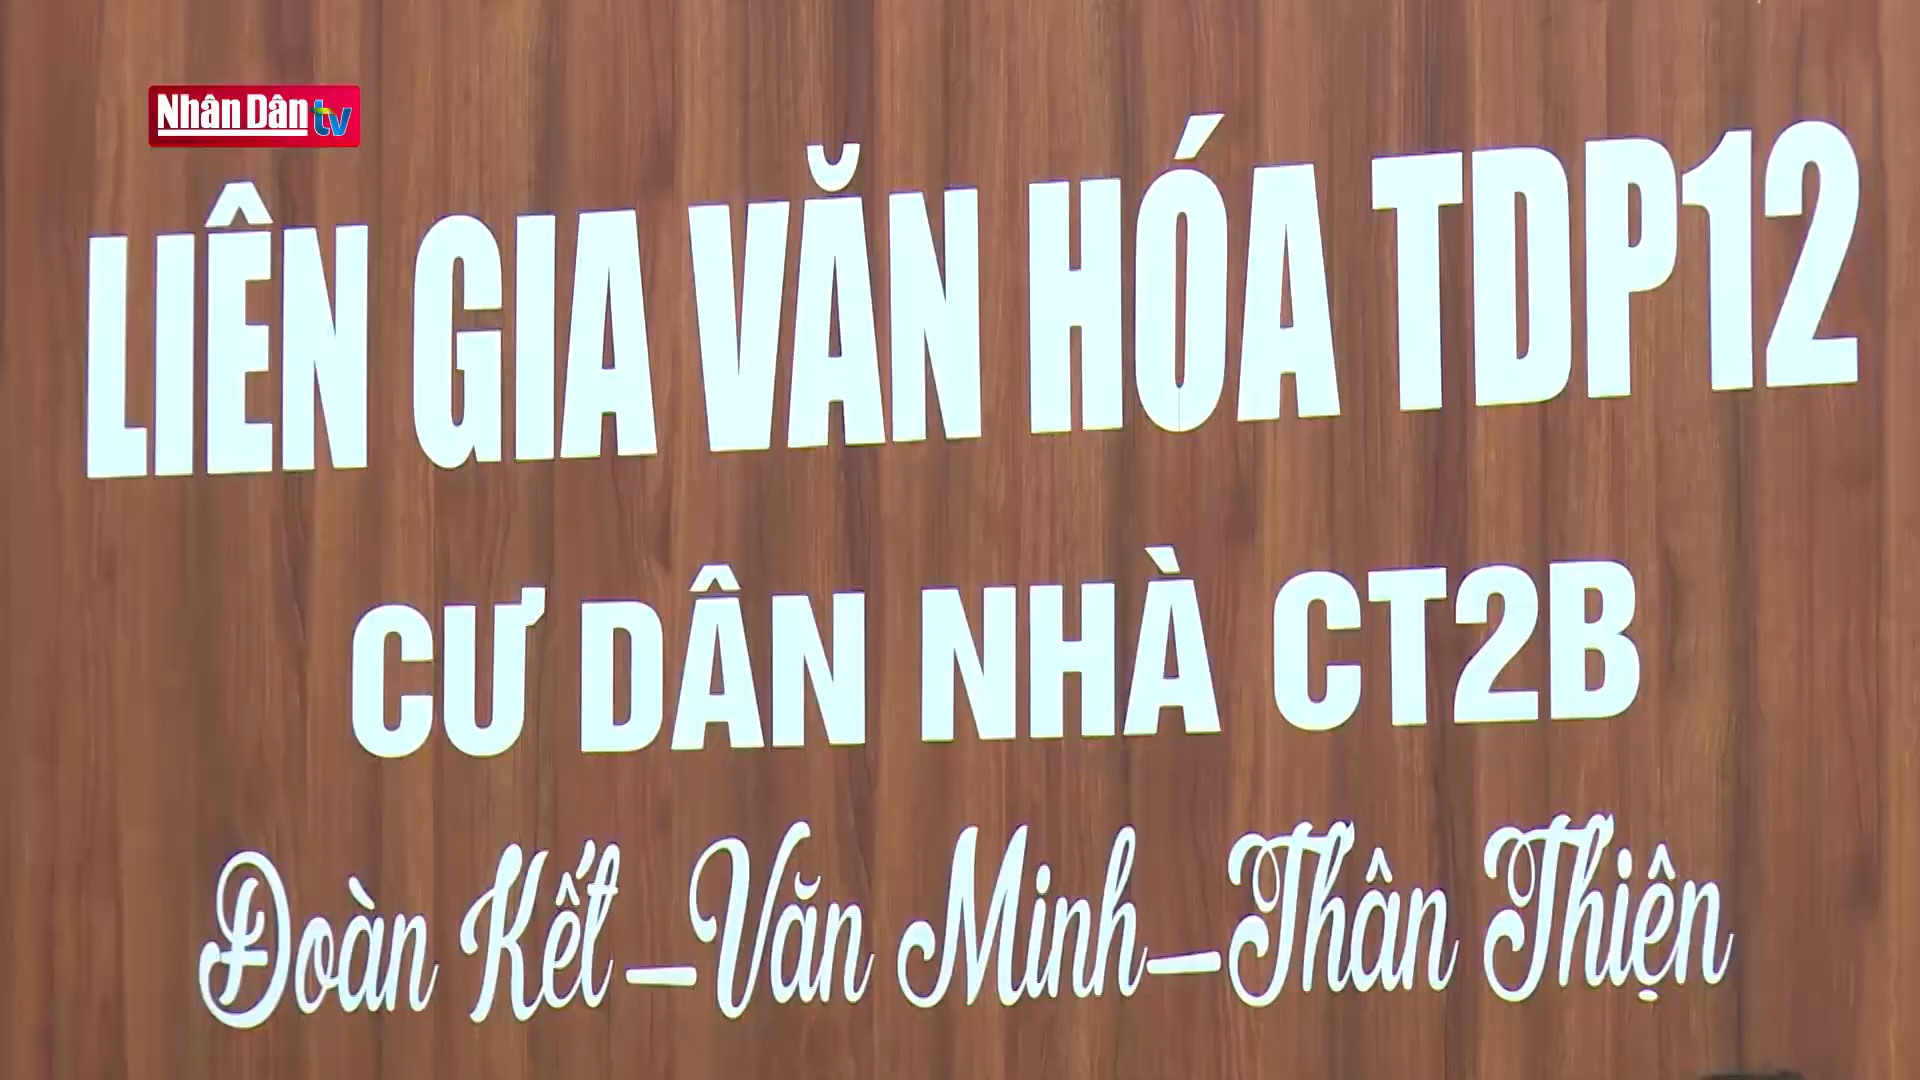 Nhân Dân tv
LIÊN GIA VĂN HÓA TDP12
CƯ DÂN NHÀ CT2B
Đoàn Kết - Văn Minh - Thân Thiện